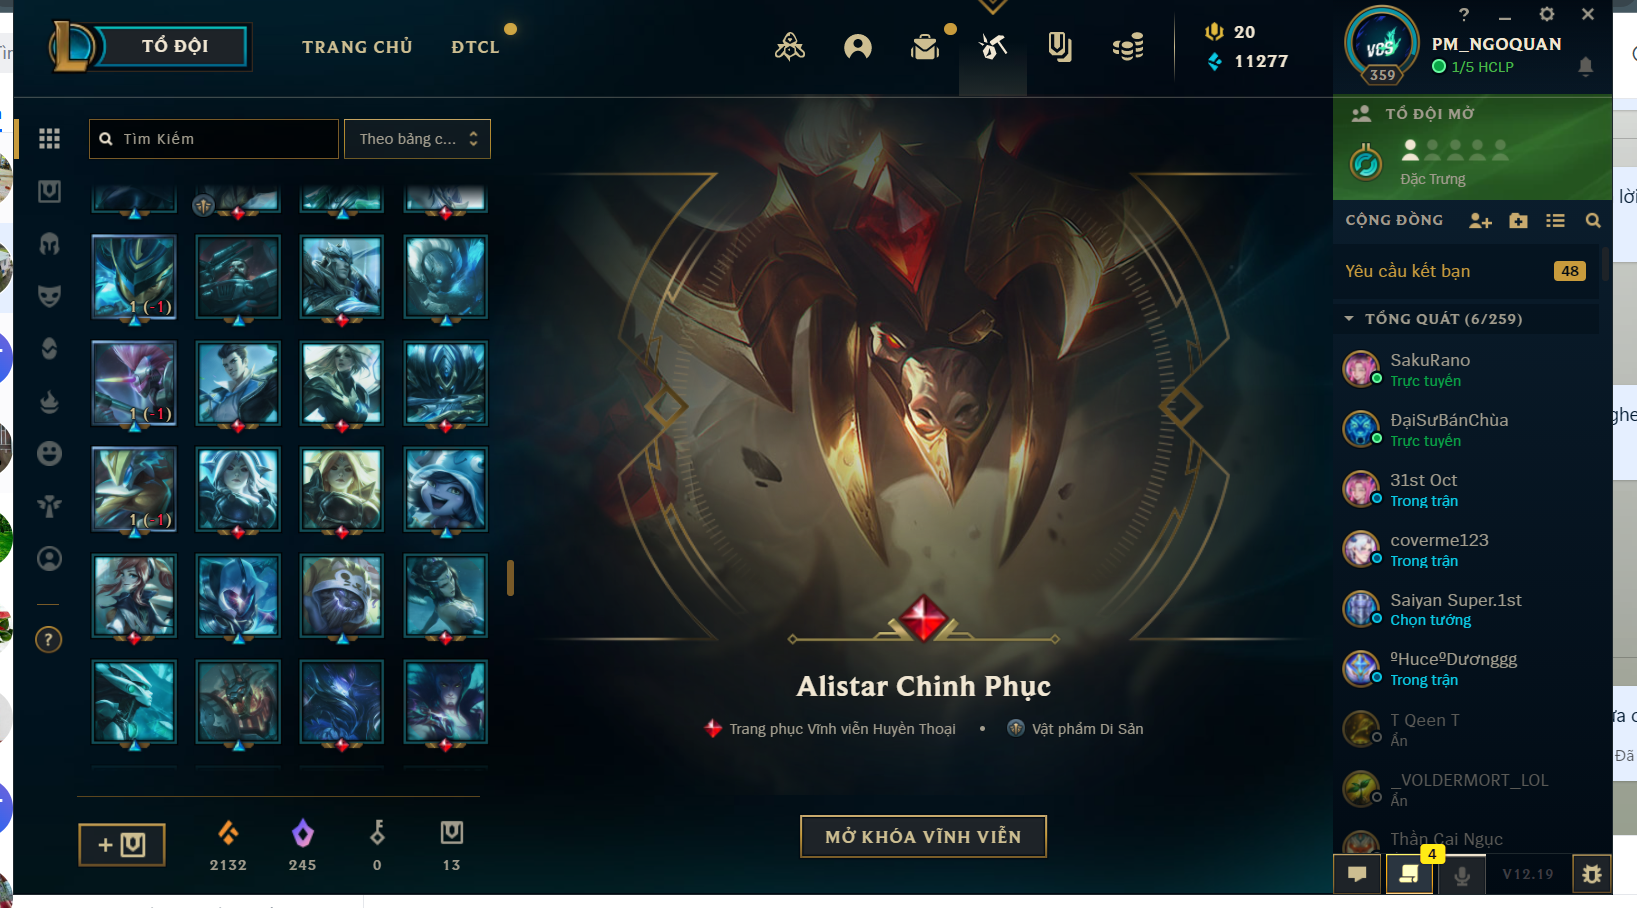 TỔ ĐỘI
TRANG CHỦ
ĐTCL
20
11277
?
VOS
359
PM_NGOQUAN
1/5 HCLP
TỔ ĐỘI MỞ
Đặc Trưng
CỘNG ĐỒNG
Yêu cầu kết bạn
48
TỔNG QUÁT (6/259)
SakuRano
Trực tuyến
ĐạiSưBánChùa
Trực tuyến
31st Oct
Trong trận
coverme123
Trong trận
Saiyan Super.1st
Chọn tướng
ºHuceºDươnggg
Trong trận
T Qeen T
Ẩn
_VOLDERMORT_LOL
Ẩn
Thần Cai Ngục
4
V12.19
Tìm Kiếm
Theo bảng c...
1 (-1)
1 (-1)
1 (-1)
?
2132
245
0
13
Alistar Chinh Phục
Trang phục Vĩnh viễn Huyền Thoại • Vật phẩm Di Sản
MỞ KHÓA VĨNH VIỄN
lời
ghe
Đã